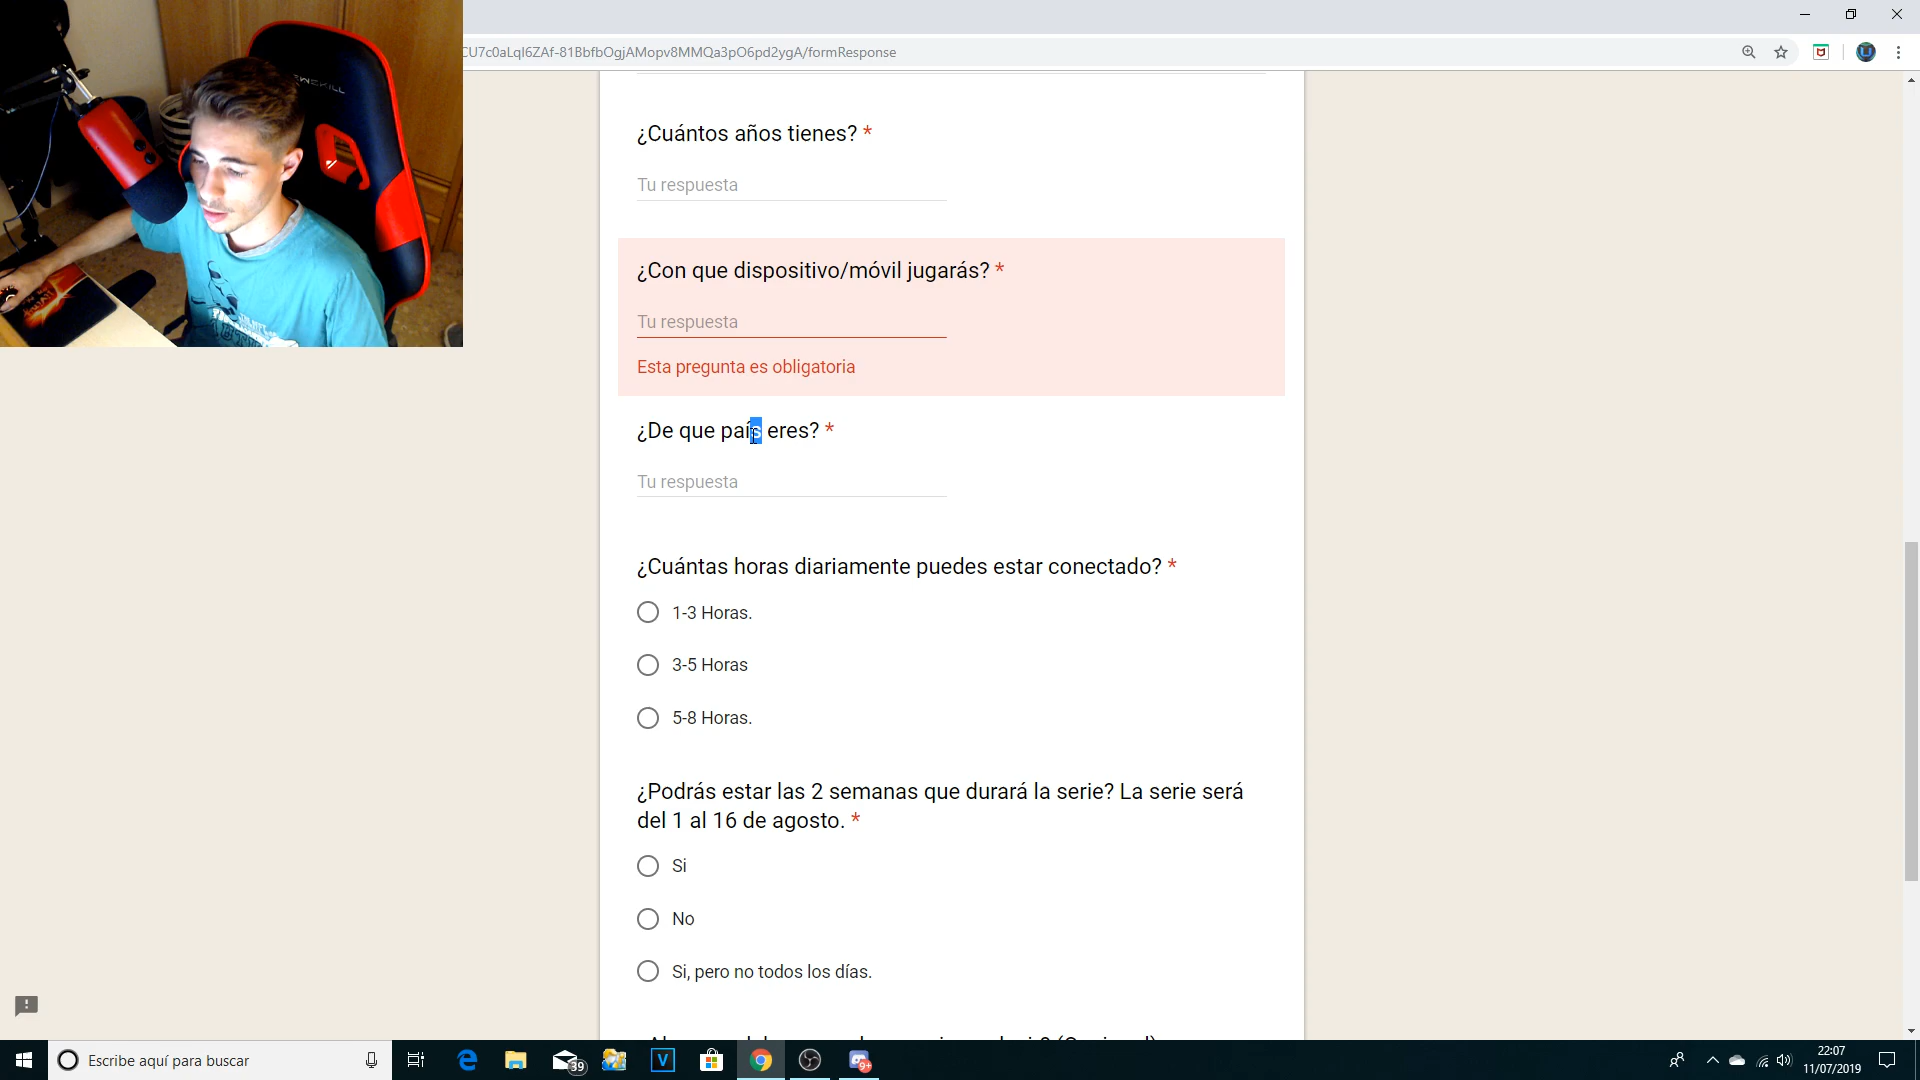 CU7c0aLqI6ZAf-81BbfbOgjAMopv8MMQa3pO6pd2ygA/formResponse
¿Cuántos años tienes? *
Tu respuesta
¿Con que dispositivo/móvil jugarás? *
Tu respuesta
Esta pregunta es obligatoria
¿De que país eres? *
Tu respuesta
¿Cuántas horas diariamente puedes estar conectado? *
1-3 Horas.
3-5 Horas
5-8 Horas.
¿Podrás estar las 2 semanas que durará la serie? La serie será
del 1 al 16 de agosto. *
Si
No
Si, pero no todos los días.
Escribe aquí para buscar
39
V
9+
22:07
11/07/2019